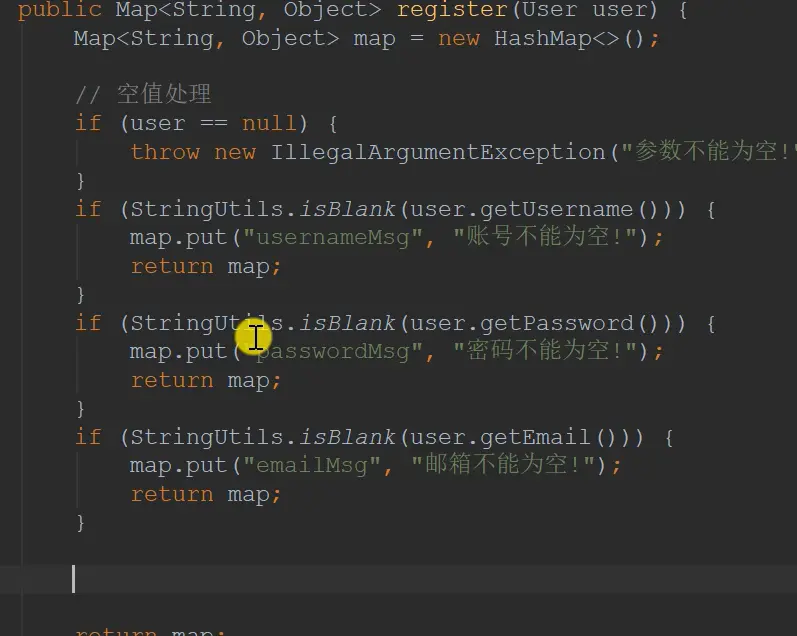 public Map<String, Object> register(User user) {
    Map<String, Object> map = new HashMap<>();
    // 空值处理
    if (user == null) {
        throw new IllegalArgumentException("参数不能为空!"
    }
    if (StringUtils.isBlank(user.getUsername())) {
        map.put("usernameMsg", "账号不能为空!");
        return map;
    }
    if (StringUtils.isBlank(user.getPassword())) {
        map.put("passwordMsg", "密码不能为空!");
        return map;
    }
    if (StringUtils.isBlank(user.getEmail())) {
        map.put("emailMsg", "邮箱不能为空!");
        return map;
    }
    return map;